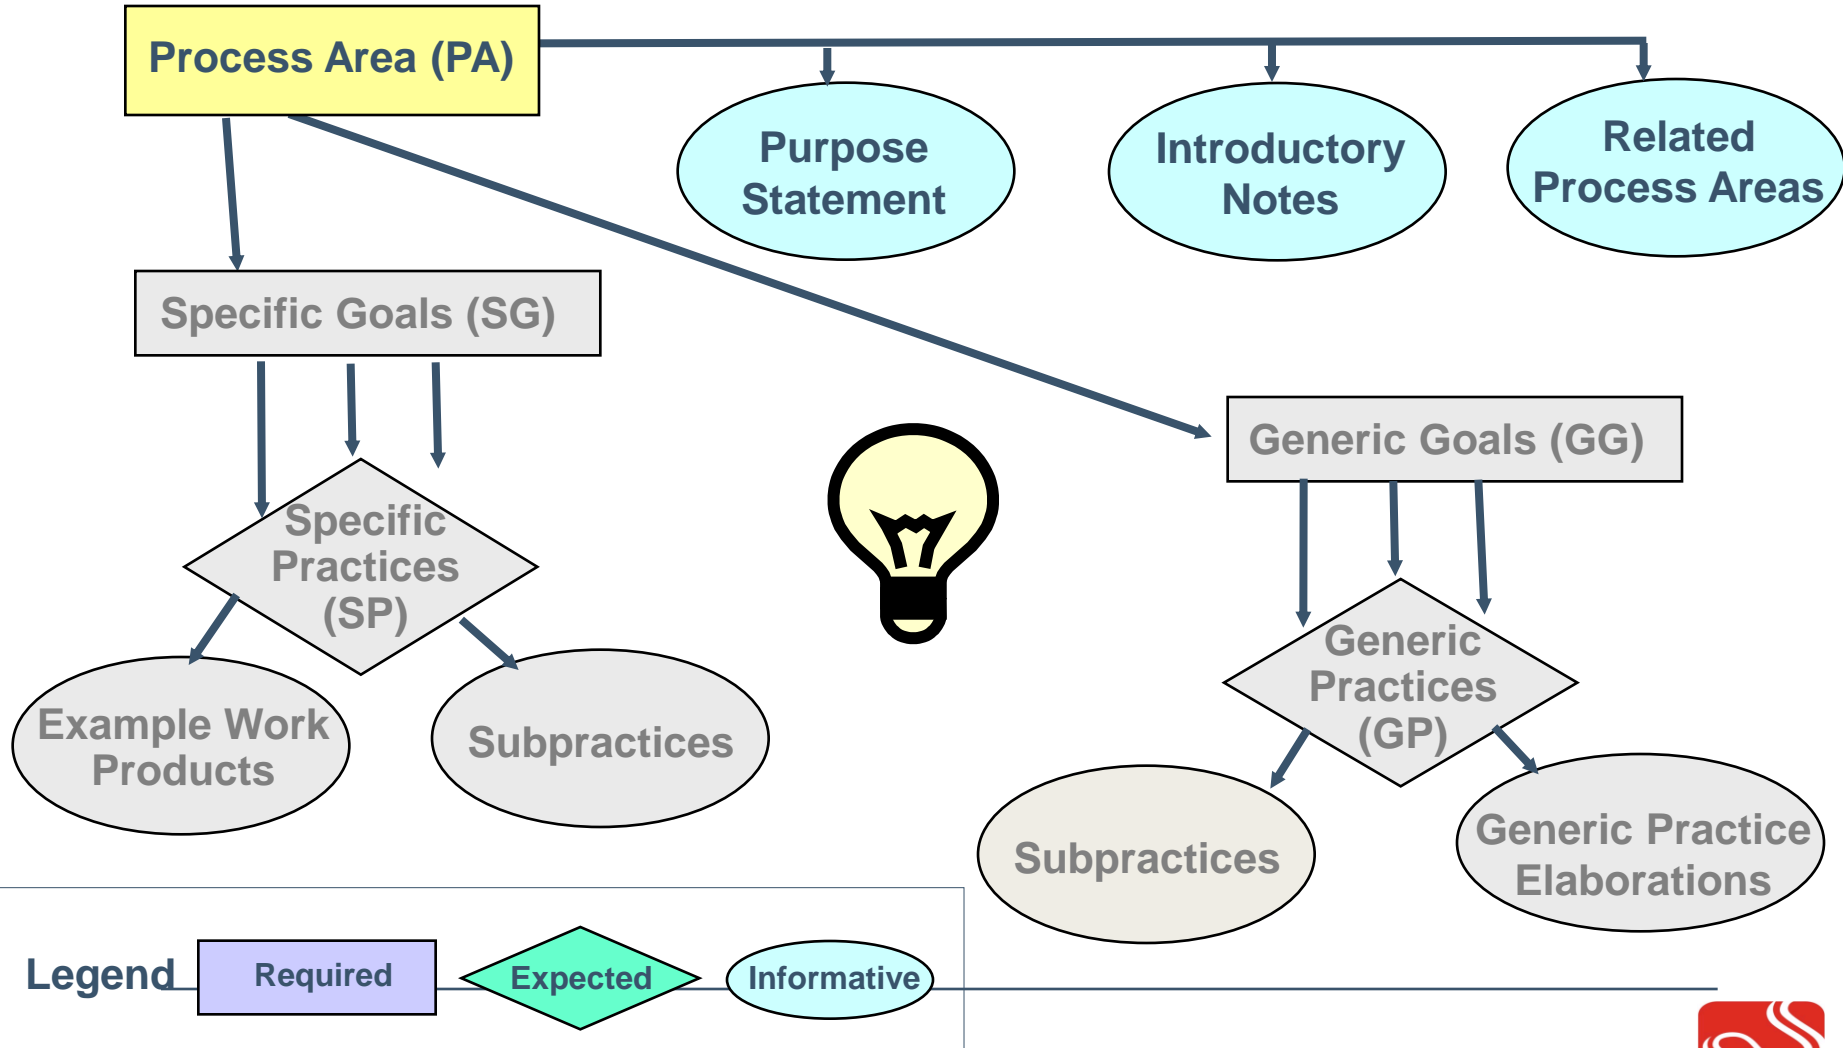 Process Area (PA)
Purpose
Statement
Introductory
Notes
Related
Process Areas
Specific Goals (SG)
Generic Goals (GG)
Specific
Practices
(SP)
Generic
Practices
(GP)
Example Work
Products
Subpractices
Subpractices
Generic Practice
Elaborations
Legend
Required
Expected
Informative